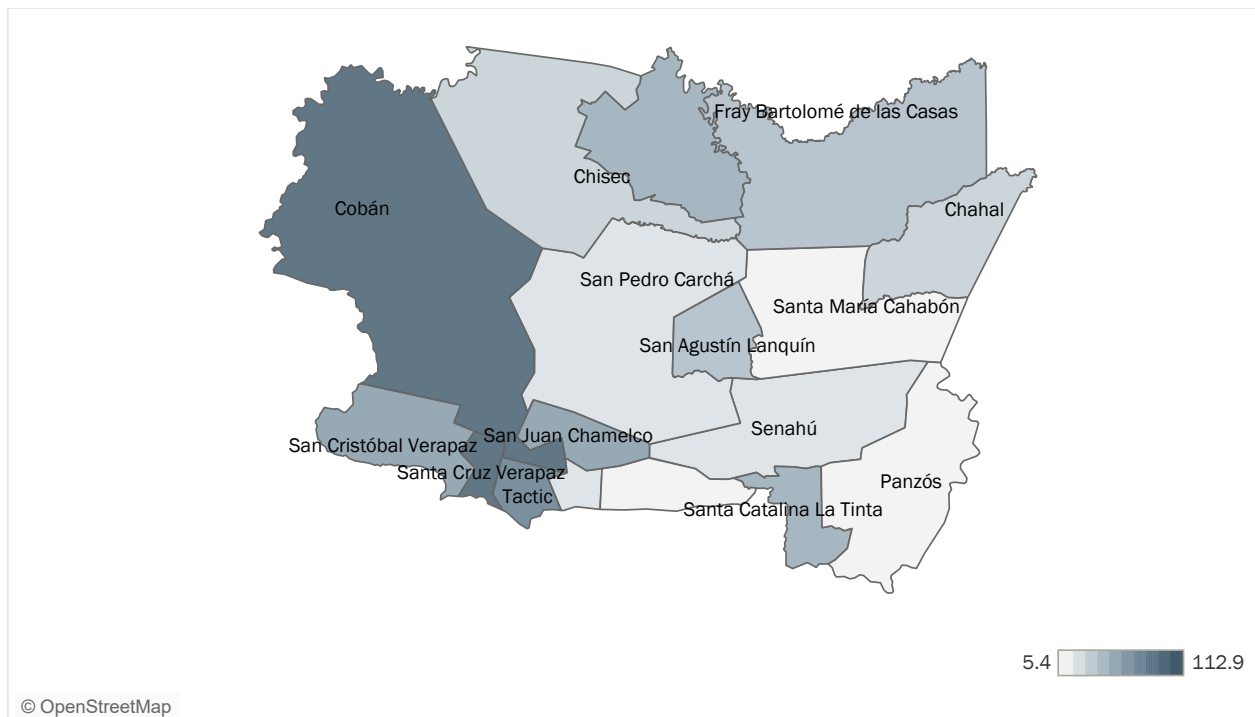 Fray Bartolomé de las Casas
Chisec
Cobán
Chahal
San Pedro Carchá
Santa María Cahabón
San Agustín Lanquín
Senahú
San Juan Chamelco
San Cristóbal Verapaz
Santa Cruz Verapaz
Panzós
Tactic
Santa Catalina La Tinta
5.4 112.9
© OpenStreetMap